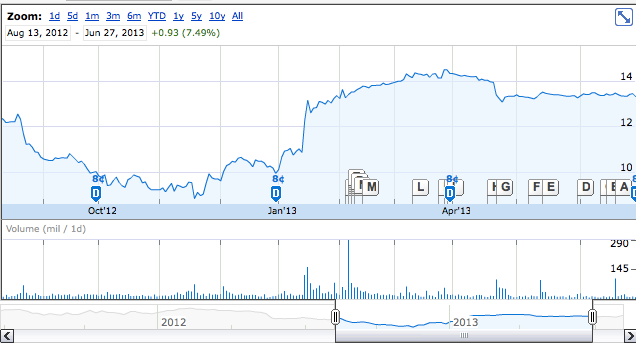 Zoom: 1d 5d 1m 3m 6m YTD 1y 5y 10y All
Aug 13, 2012 - Jun 27, 2013 +0.93 (7.49%)
14
12
10
8¢ 8¢ 8¢ 8
D D D D
M L G F E D A
Oct'12 Jan'13 Apr'13
Volume (mil / 1d)
290
145
2012 2013